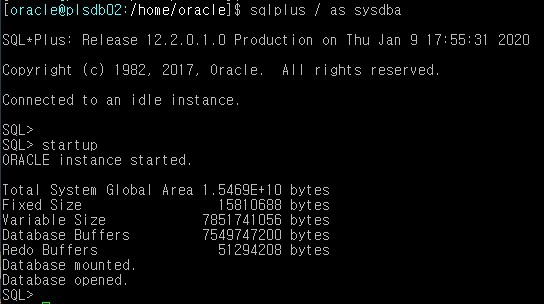 [oracle@plsdb02:/home/oracle]$ sqlplus / as sysdba
SQL*Plus: Release 12.2.0.1.0 Production on Thu Jan 9 17:55:31 2020
Copyright (c) 1982, 2017, Oracle.  All rights reserved.
Connected to an idle instance.
SQL>
SQL> startup
ORACLE instance started.
Total System Global Area 1.5469E+10 bytes
Fixed Size 15810688 bytes
Variable Size 7851741056 bytes
Database Buffers 7549747200 bytes
Redo Buffers 51294208 bytes
Database mounted.
Database opened.
SQL>